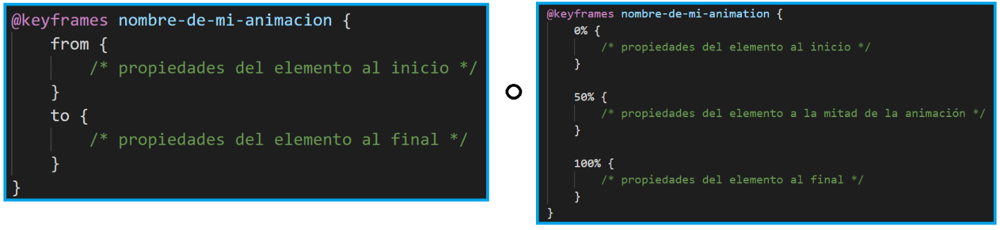 @keyframes nombre-de-mi-animacion {
    from {
        /* propiedades del elemento al inicio */
    }
    to {
        /* propiedades del elemento al final */
    }
}
o
@keyframes nombre-de-mi-animation {
    0% {
        /* propiedades del elemento al inicio */
    }

    50% {
        /* propiedades del elemento a la mitad de la animación */
    }

    100% {
        /* propiedades del elemento al final */
    }
}